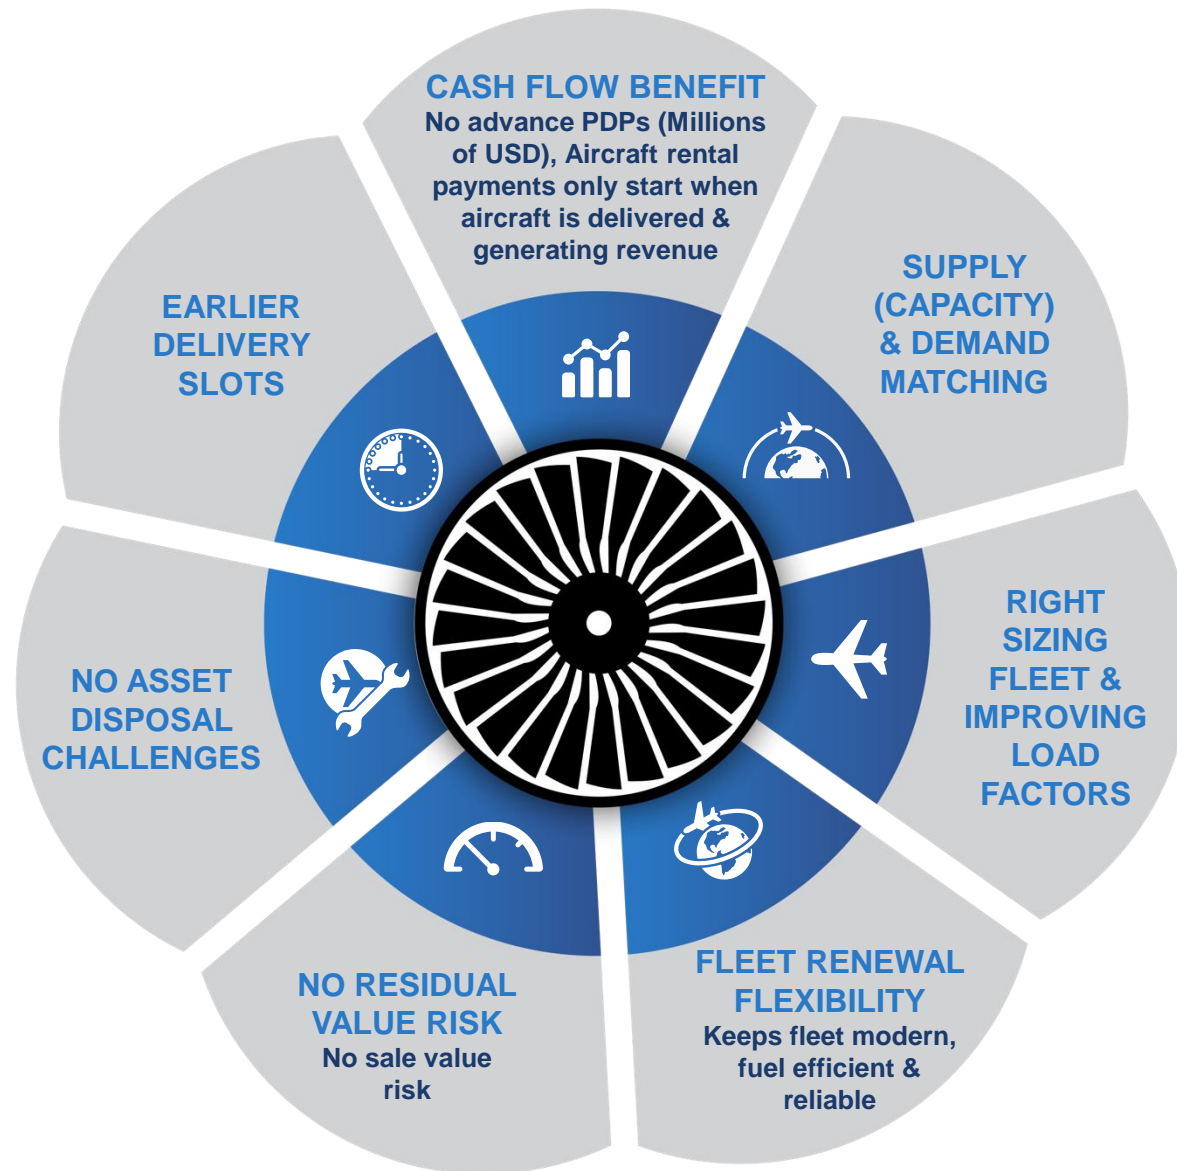 CASH FLOW BENEFIT
No advance PDPs (Millions
of USD), Aircraft rental
payments only start when
aircraft is delivered &
generating revenue
SUPPLY
(CAPACITY)
& DEMAND
MATCHING
RIGHT
SIZING
FLEET &
IMPROVING
LOAD
FACTORS
FLEET RENEWAL
FLEXIBILITY
Keeps fleet modern,
fuel efficient &
reliable
NO RESIDUAL
VALUE RISK
No sale value
risk
NO ASSET
DISPOSAL
CHALLENGES
EARLIER
DELIVERY
SLOTS